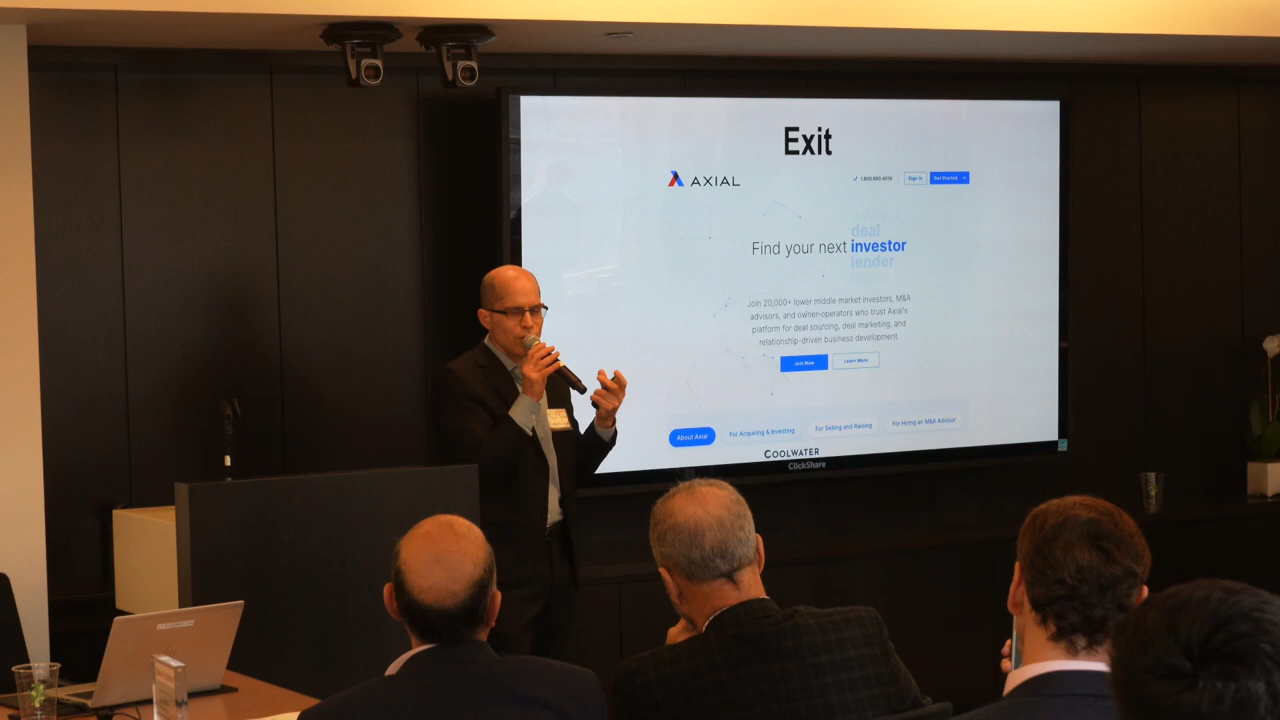 Exit
AXIAL
Sign In
Get Started
Find your next
advisor
deal
investor
lender
Join 20,000+ lower middle market investors, M&A
advisors, and owner-operators who trust Axial's
platform for deal sourcing, deal marketing, and
relationship-driven business development.
Join Now
Learn More
About Axial
For Acquiring & Investing
For Selling and Raising
For Hiring an M&A Advisor
COOLWATER
ClickShare